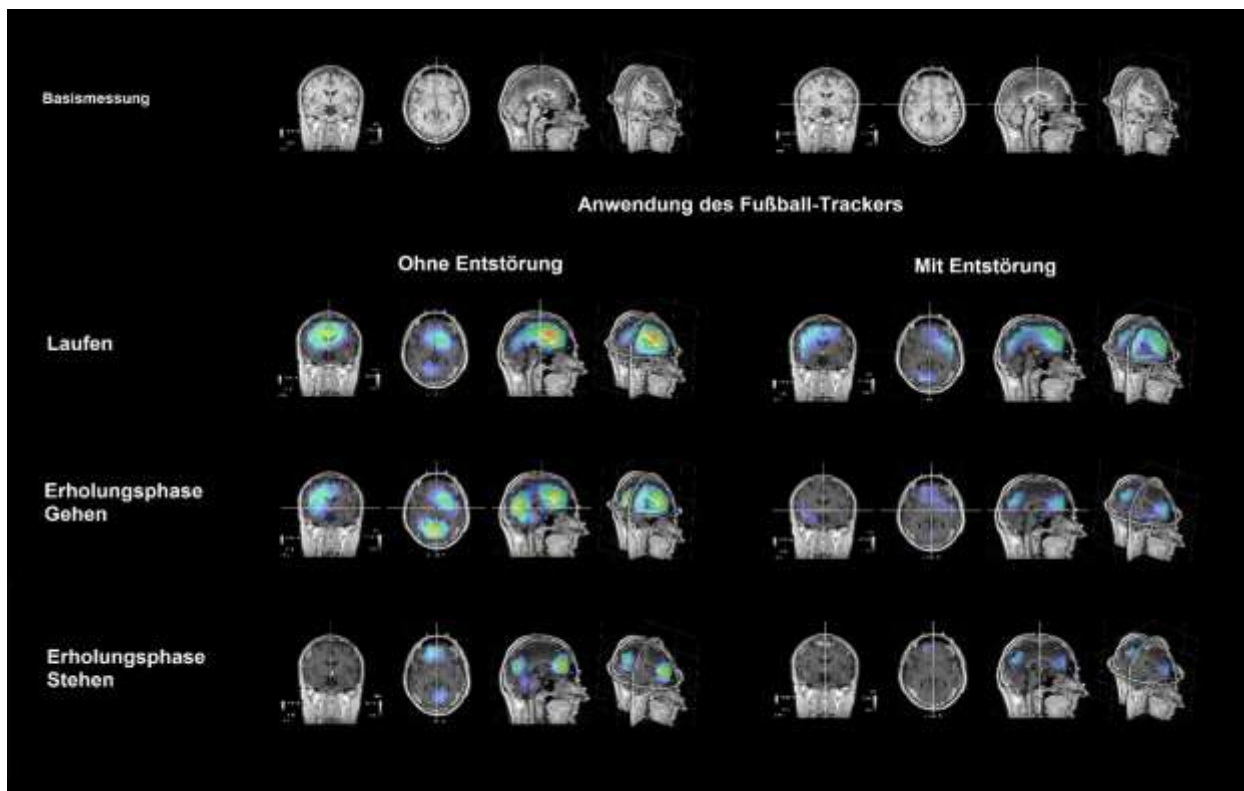 Basismessung
Anwendung des Fußball-Trackers
Ohne Entstörung
Mit Entstörung
Laufen
Erholungsphase
Gehen
Erholungsphase
Stehen